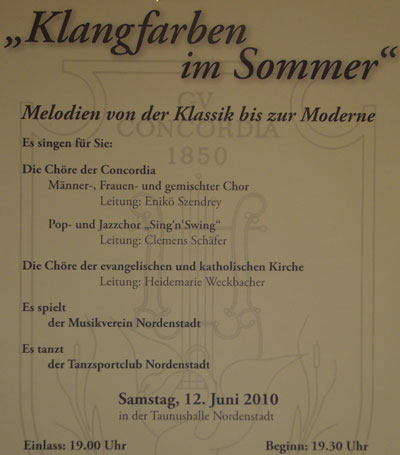 „Klangfarben
im Sommer“
Melodien von der Klassik bis zur Moderne
GV
CONCORDIA
1850
Es singen für Sie:
Die Chöre der Concordia
Männer-, Frauen- und gemischter Chor
Leitung: Enikö Szendrey
Pop- und Jazzchor „Sing‘n‘Swing“
Leitung: Clemens Schäfer
Die Chöre der evangelischen und katholischen Kirche
Leitung: Heidemarie Weckbacher
Es spielt
der Musikverein Nordenstadt
Es tanzt
der Tanzsportclub Nordenstadt
Samstag, 12. Juni 2010
in der Taunushalle Nordenstadt
Einlass: 19.00 Uhr Beginn: 19.30 Uhr